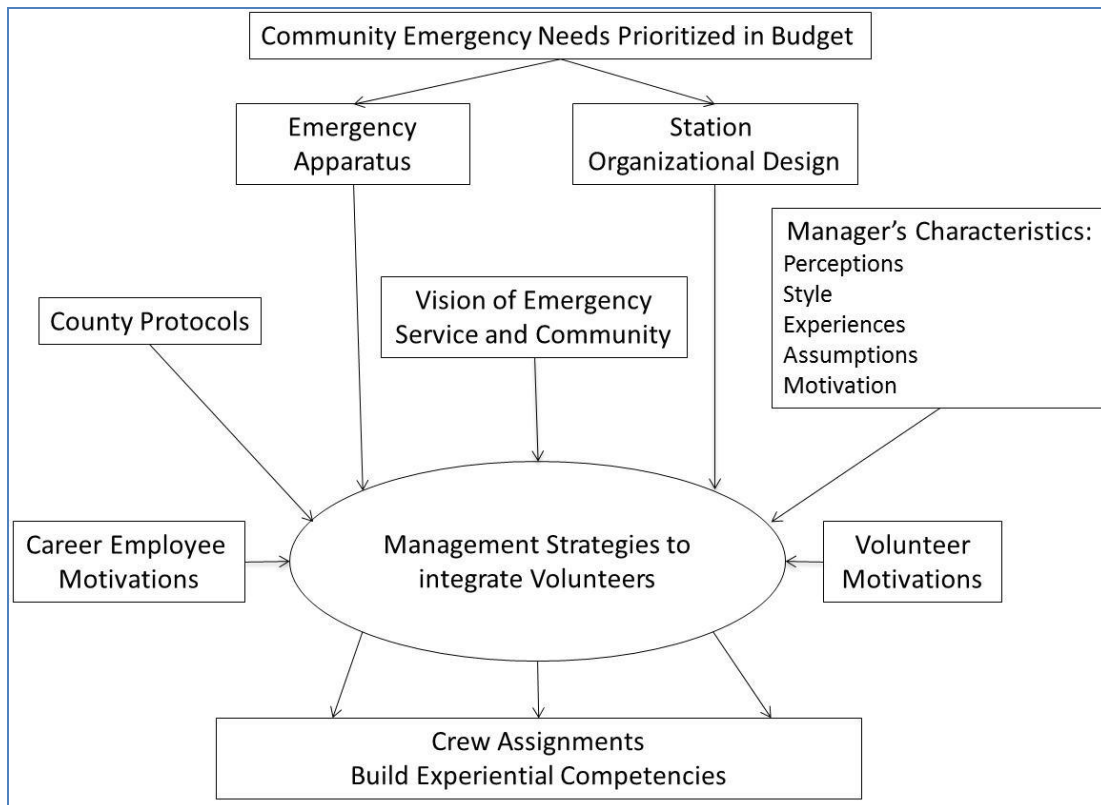 Community Emergency Needs Prioritized in Budget
Emergency
Apparatus
Station
Organizational Design
Manager’s Characteristics:
Perceptions
Style
Experiences
Assumptions
Motivation
Vision of Emergency
Service and Community
County Protocols
Career Employee
Motivations
Management Strategies to
integrate Volunteers
Volunteer
Motivations
Crew Assignments
Build Experiential Competencies